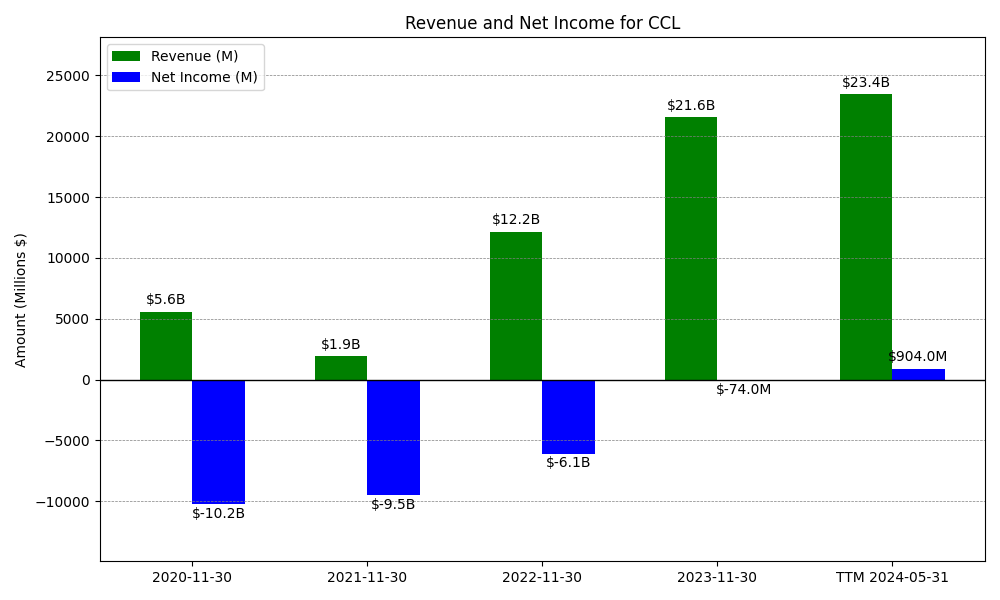 Revenue and Net Income for CCL
Revenue (M)
Net Income (M)
Amount (Millions $)
25000
20000
15000
10000
5000
0
−5000
−10000
$5.6B
$1.9B
$12.2B
$21.6B
$23.4B
$-10.2B
$-9.5B
$-6.1B
$-74.0M
$904.0M
2020-11-30
2021-11-30
2022-11-30
2023-11-30
TTM 2024-05-31